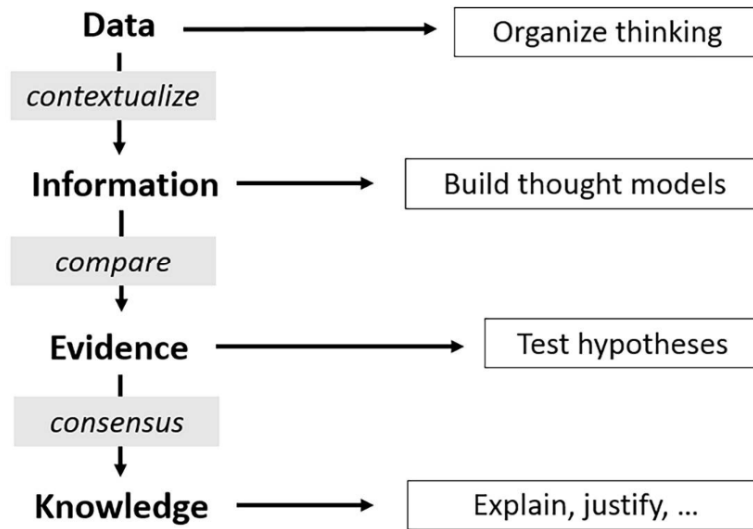 Data
Organize thinking
contextualize
Information
Build thought models
compare
Evidence
Test hypotheses
consensus
Knowledge
Explain, justify, ...